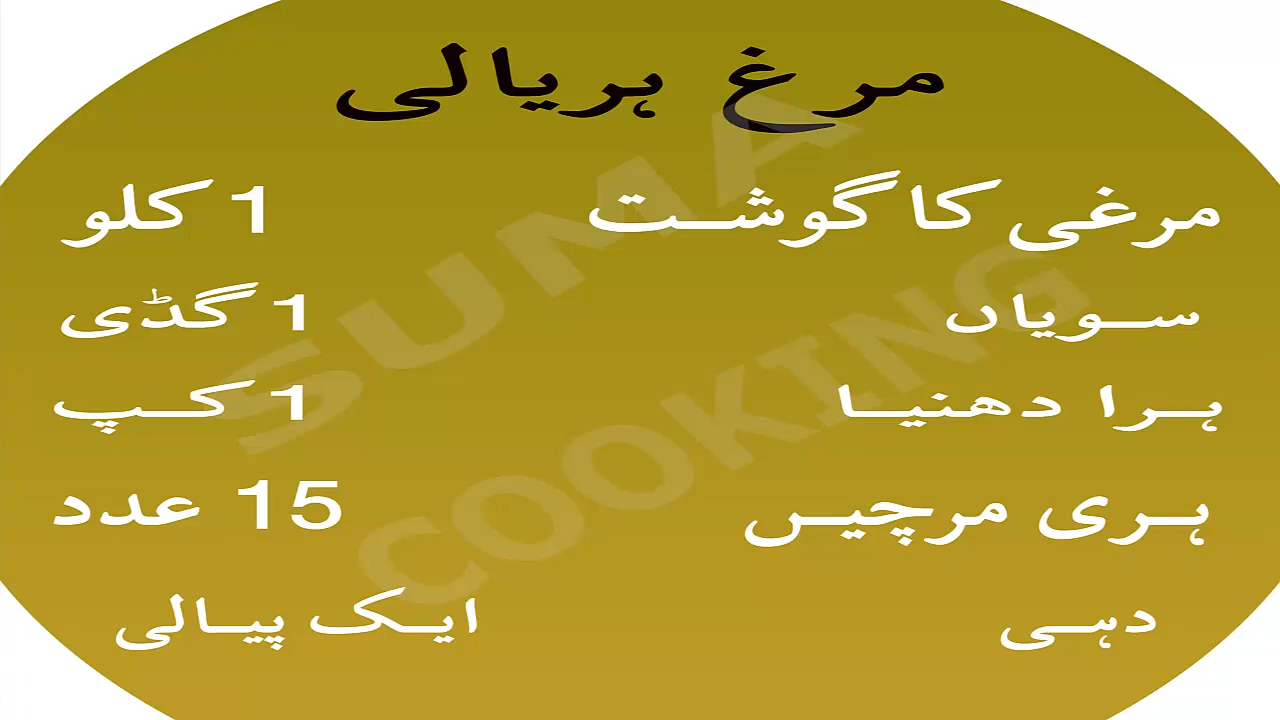 مرغ ہریالی
مرغی کا گوشت 1 کلو
سویاں 1 گڈی
ہرا دھنیا 1 کپ
ہری مرچیں 15 عدد
دہی ایک پیالی
SUMA
COOKING